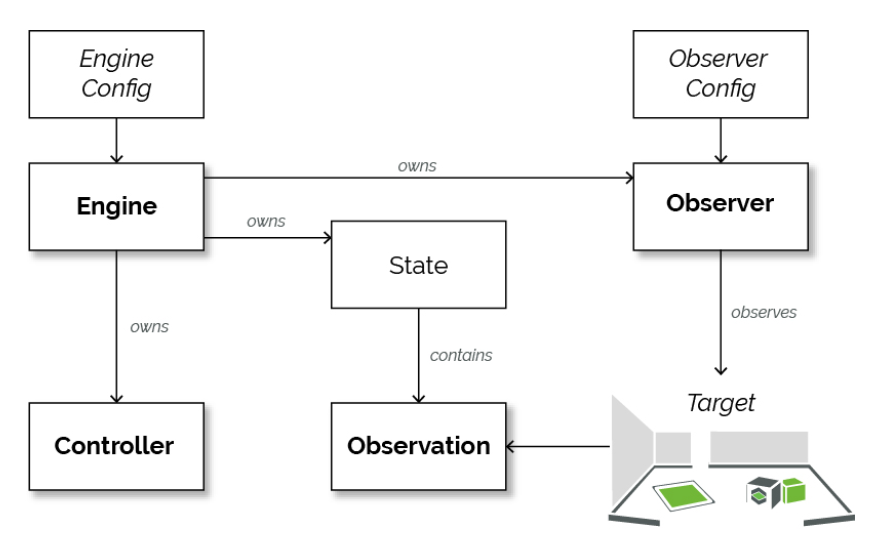 Engine
Config
Observer
Config
owns
Engine
Observer
owns
State
observes
owns
contains
Target
Controller
Observation